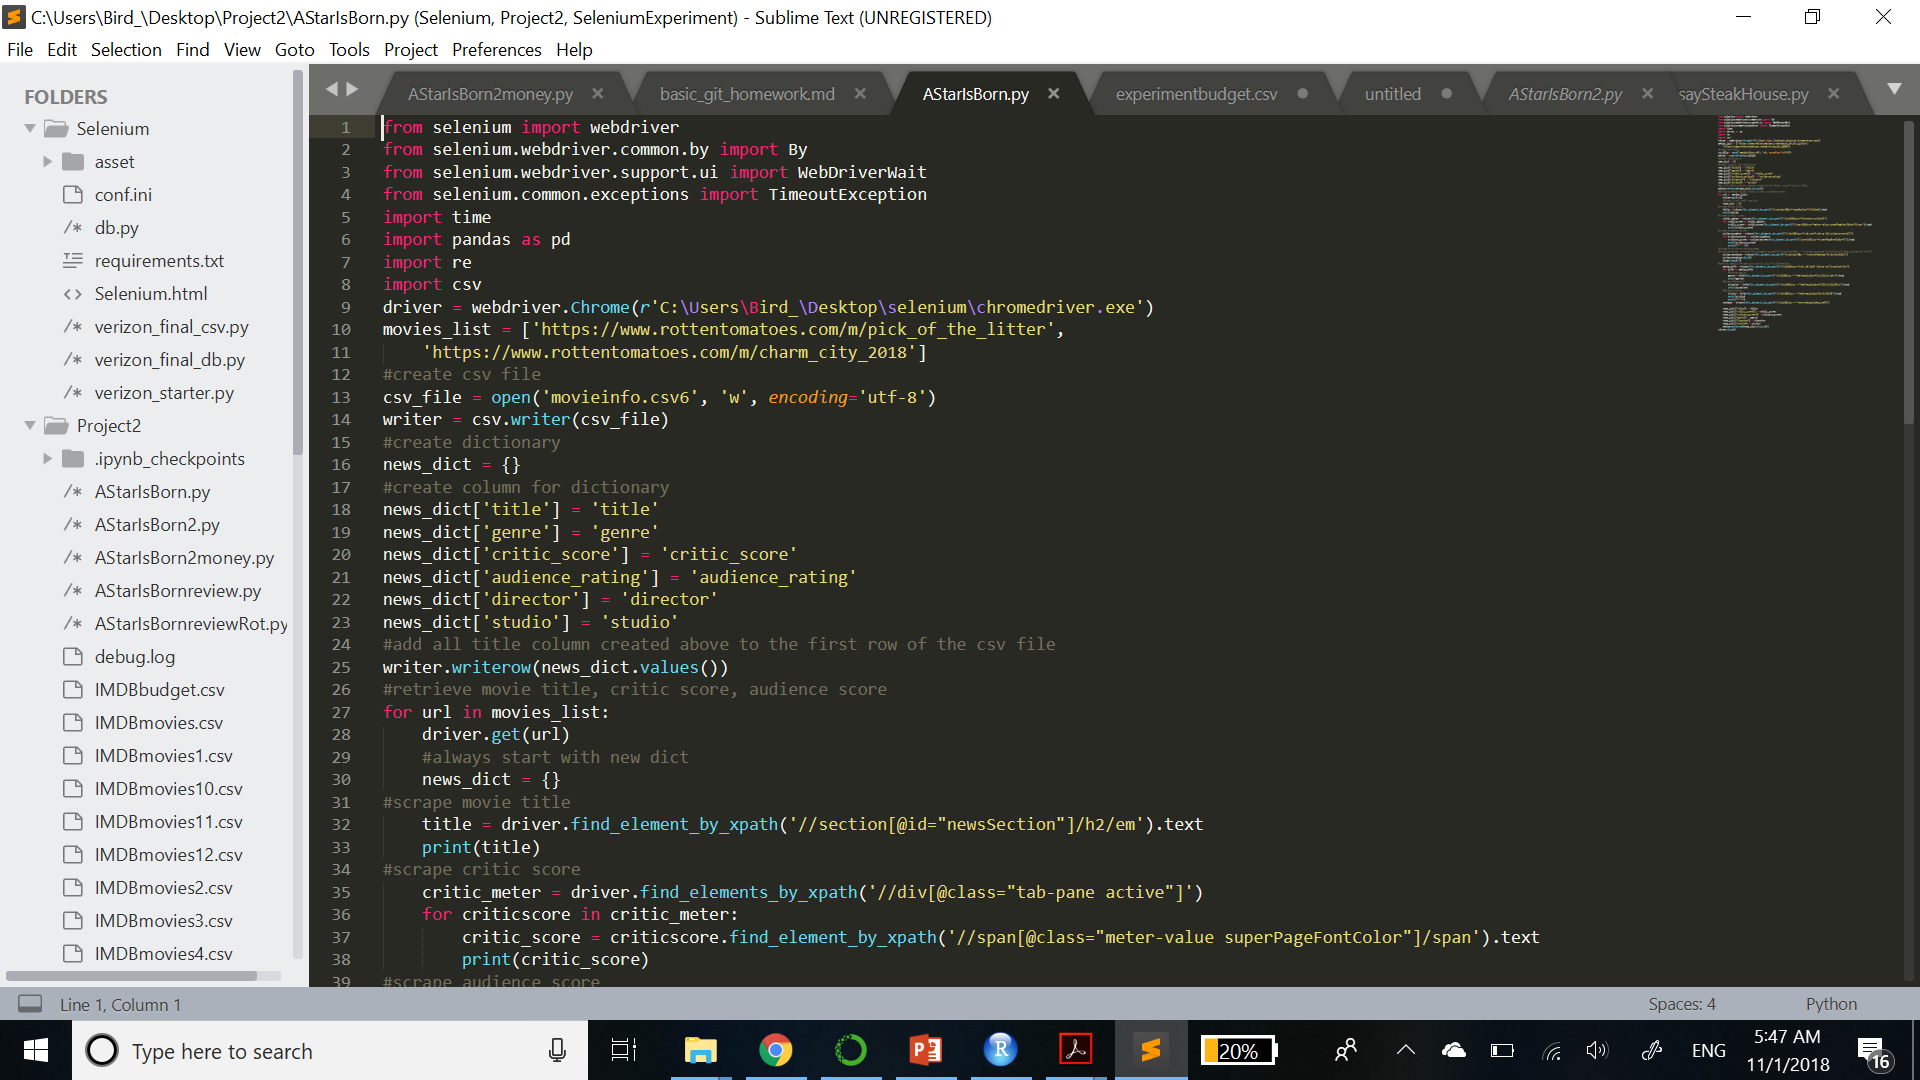 C:\Users\Bird_\Desktop\Project2\AStarIsBorn.py (Selenium, Project2, SeleniumExperiment) - Sublime Text (UNREGISTERED)
File Edit Selection Find View Goto Tools Project Preferences Help
AStarIsBorn2money.py basic_git_homework.md AStarIsBorn.py experimentbudget.csv untitled AStarIsBorn2.py saySteakHouse.py
FOLDERS
Selenium
asset
conf.ini
/* db.py
requirements.txt
<> Selenium.html
/* verizon_final_csv.py
/* verizon_final_db.py
/* verizon_starter.py
Project2
.ipynb_checkpoints
/* AStarIsBorn.py
/* AStarIsBorn2.py
/* AStarIsBorn2money.py
/* AStarIsBornreview.py
/* AStarIsBornreviewRot.py
debug.log
IMDBbudget.csv
IMDBmovies.csv
IMDBmovies1.csv
IMDBmovies10.csv
IMDBmovies11.csv
IMDBmovies12.csv
IMDBmovies2.csv
IMDBmovies3.csv
IMDBmovies4.csv
1 from selenium import webdriver
2 from selenium.webdriver.common.by import By
3 from selenium.webdriver.support.ui import WebDriverWait
4 from selenium.common.exceptions import TimeoutException
5 import time
6 import pandas as pd
7 import re
8 import csv
9 driver = webdriver.Chrome(r'C:\Users\Bird_\Desktop\selenium\chromedriver.exe')
10 movies_list = ['https://www.rottentomatoes.com/m/pick_of_the_litter',
11     'https://www.rottentomatoes.com/m/charm_city_2018']
12 #create csv file
13 csv_file = open('movieinfo.csv6', 'w', encoding='utf-8')
14 writer = csv.writer(csv_file)
15 #create dictionary
16 news_dict = {}
17 #create column for dictionary
18 news_dict['title'] = 'title'
19 news_dict['genre'] = 'genre'
20 news_dict['critic_score'] = 'critic_score'
21 news_dict['audience_rating'] = 'audience_rating'
22 news_dict['director'] = 'director'
23 news_dict['studio'] = 'studio'
24 #add all title column created above to the first row of the csv file
25 writer.writerow(news_dict.values())
26 #retrieve movie title, critic score, audience score
27 for url in movies_list:
28     driver.get(url)
29     #always start with new dict
30     news_dict = {}
31 #scrape movie title
32     title = driver.find_element_by_xpath('//section[@id="newsSection"]/h2/em').text
33     print(title)
34 #scrape critic score
35     critic_meter = driver.find_elements_by_xpath('//div[@class="tab-pane active"]')
36     for criticscore in critic_meter:
37         critic_score = criticscore.find_element_by_xpath('//span[@class="meter-value superPageFontColor"]/span').text
38         print(critic_score)
39 #scrape audience score
Line 1, Column 1 Spaces: 4 Python
Type here to search 20% ENG 5:47 AM
11/1/2018 16